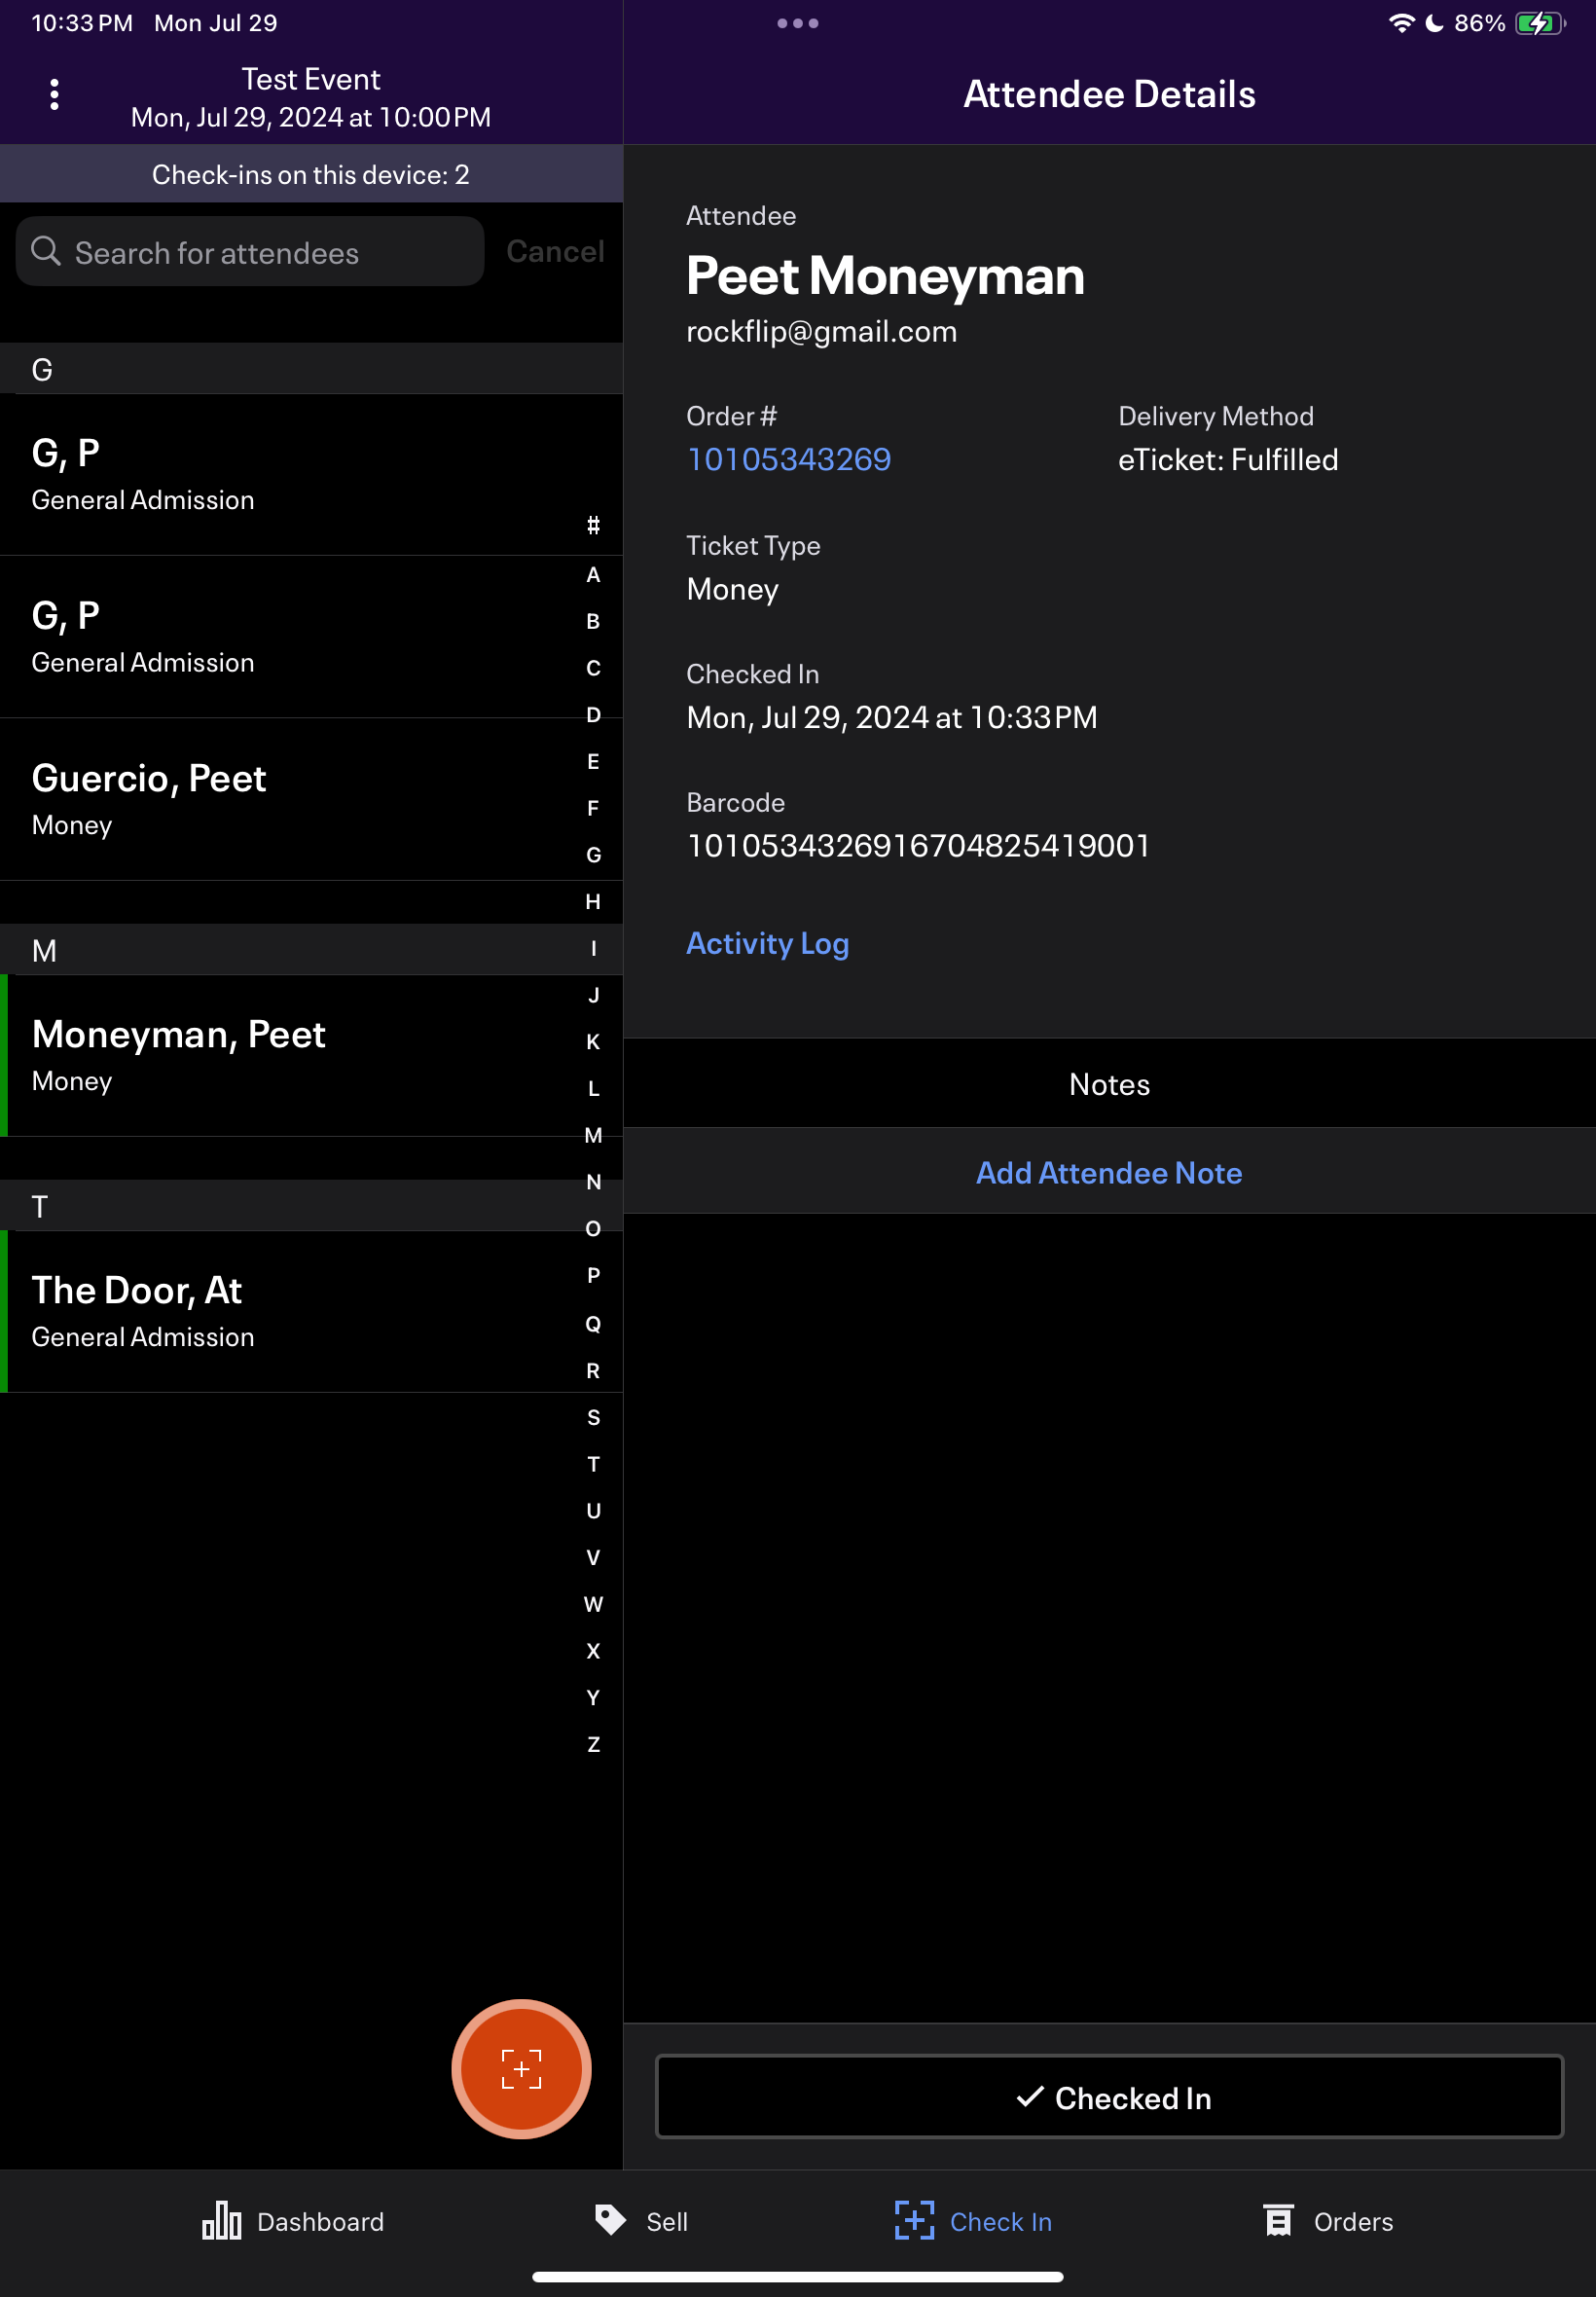 10:33 PM Mon Jul 29
86%
Test Event
Mon, Jul 29, 2024 at 10:00 PM
Check-ins on this device: 2
Search for attendees
Cancel
G
G, P
General Admission
G, P
General Admission
Guercio, Peet
Money
M
Moneyman, Peet
Money
T
The Door, At
General Admission
#
A
B
C
D
E
F
G
H
I
J
K
L
M
N
O
P
Q
R
S
T
U
V
W
X
Y
Z
Attendee Details
Attendee
Peet Moneyman
rockflip@gmail.com
Order #
10105343269
Delivery Method
eTicket: Fulfilled
Ticket Type
Money
Checked In
Mon, Jul 29, 2024 at 10:33 PM
Barcode
1010534326916704825419001
Activity Log
Notes
Add Attendee Note
Checked In
Dashboard
Sell
Check In
Orders